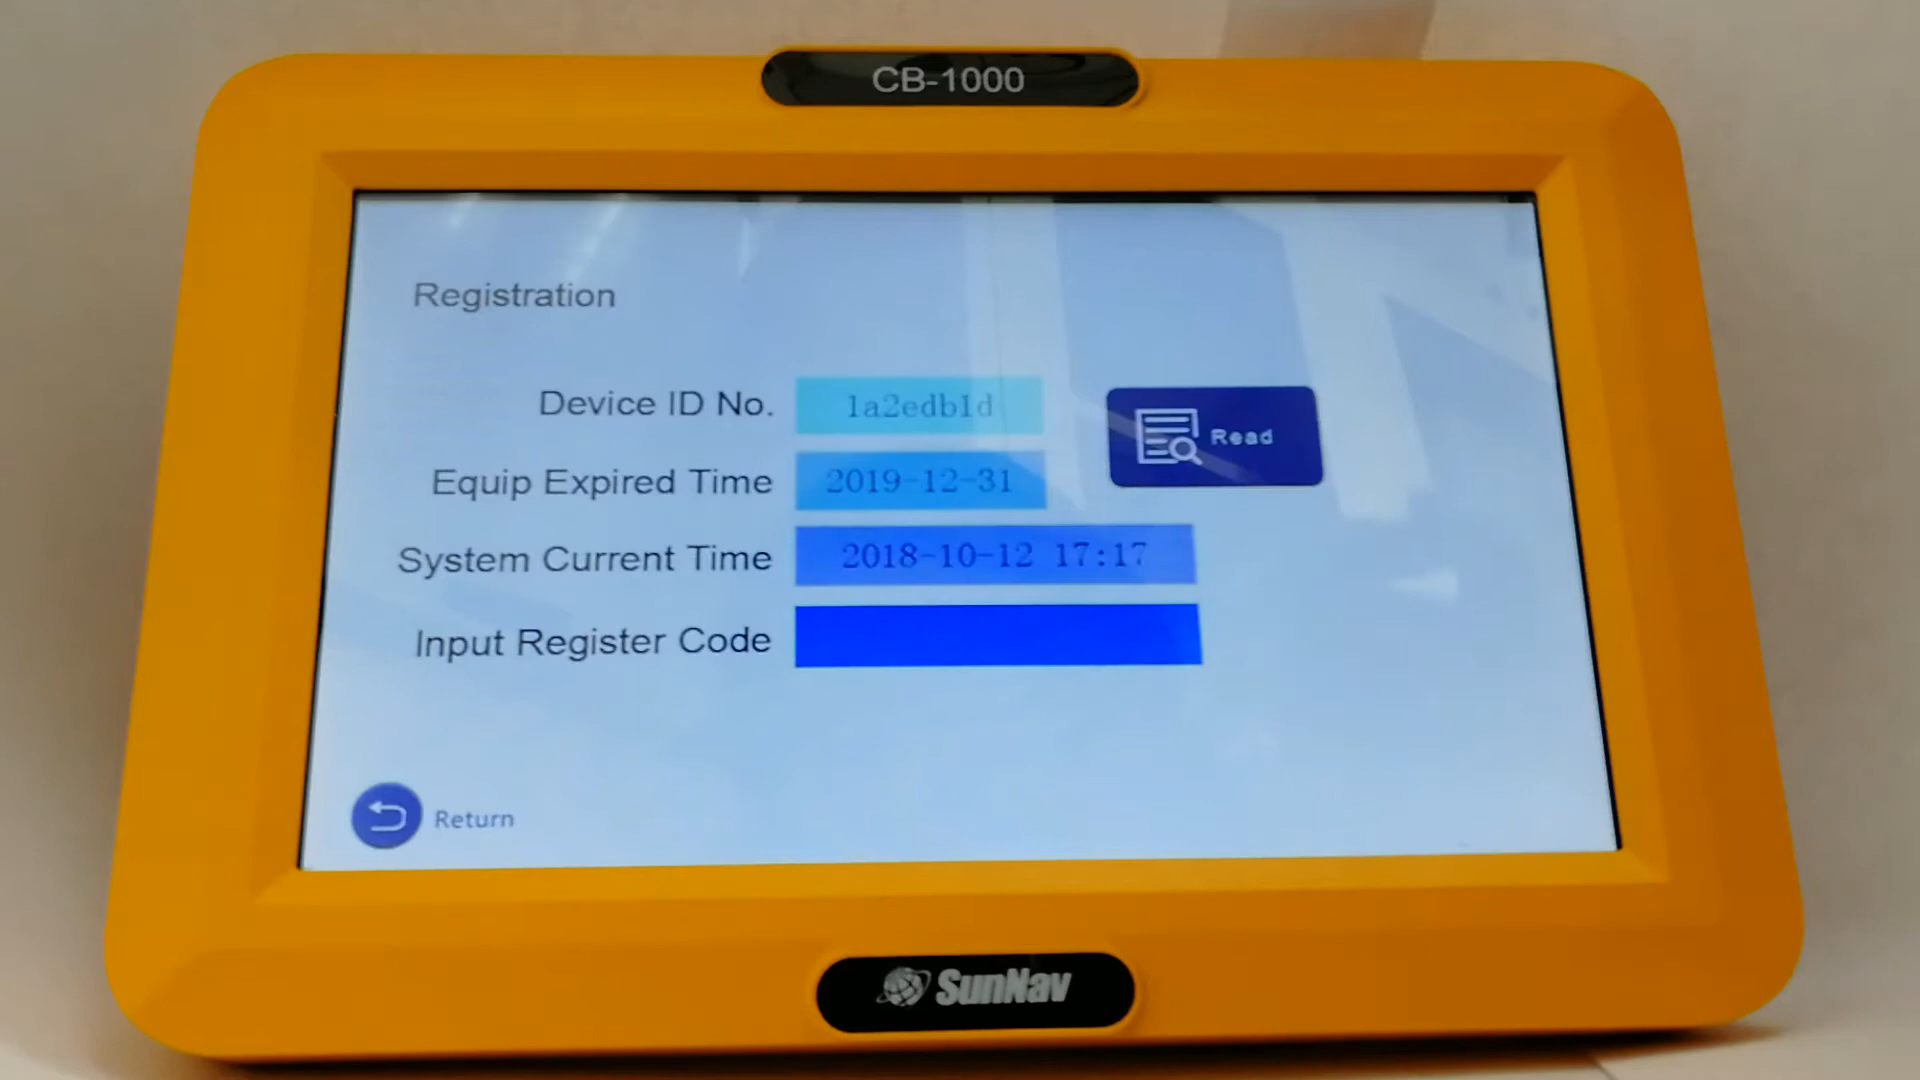 CB-1000
Registration
Device ID No. 1a2edb1d
Read
Equip Expired Time 2019-12-31
System Current Time 2018-10-12 17:17
Input Register Code
Return
SunNav